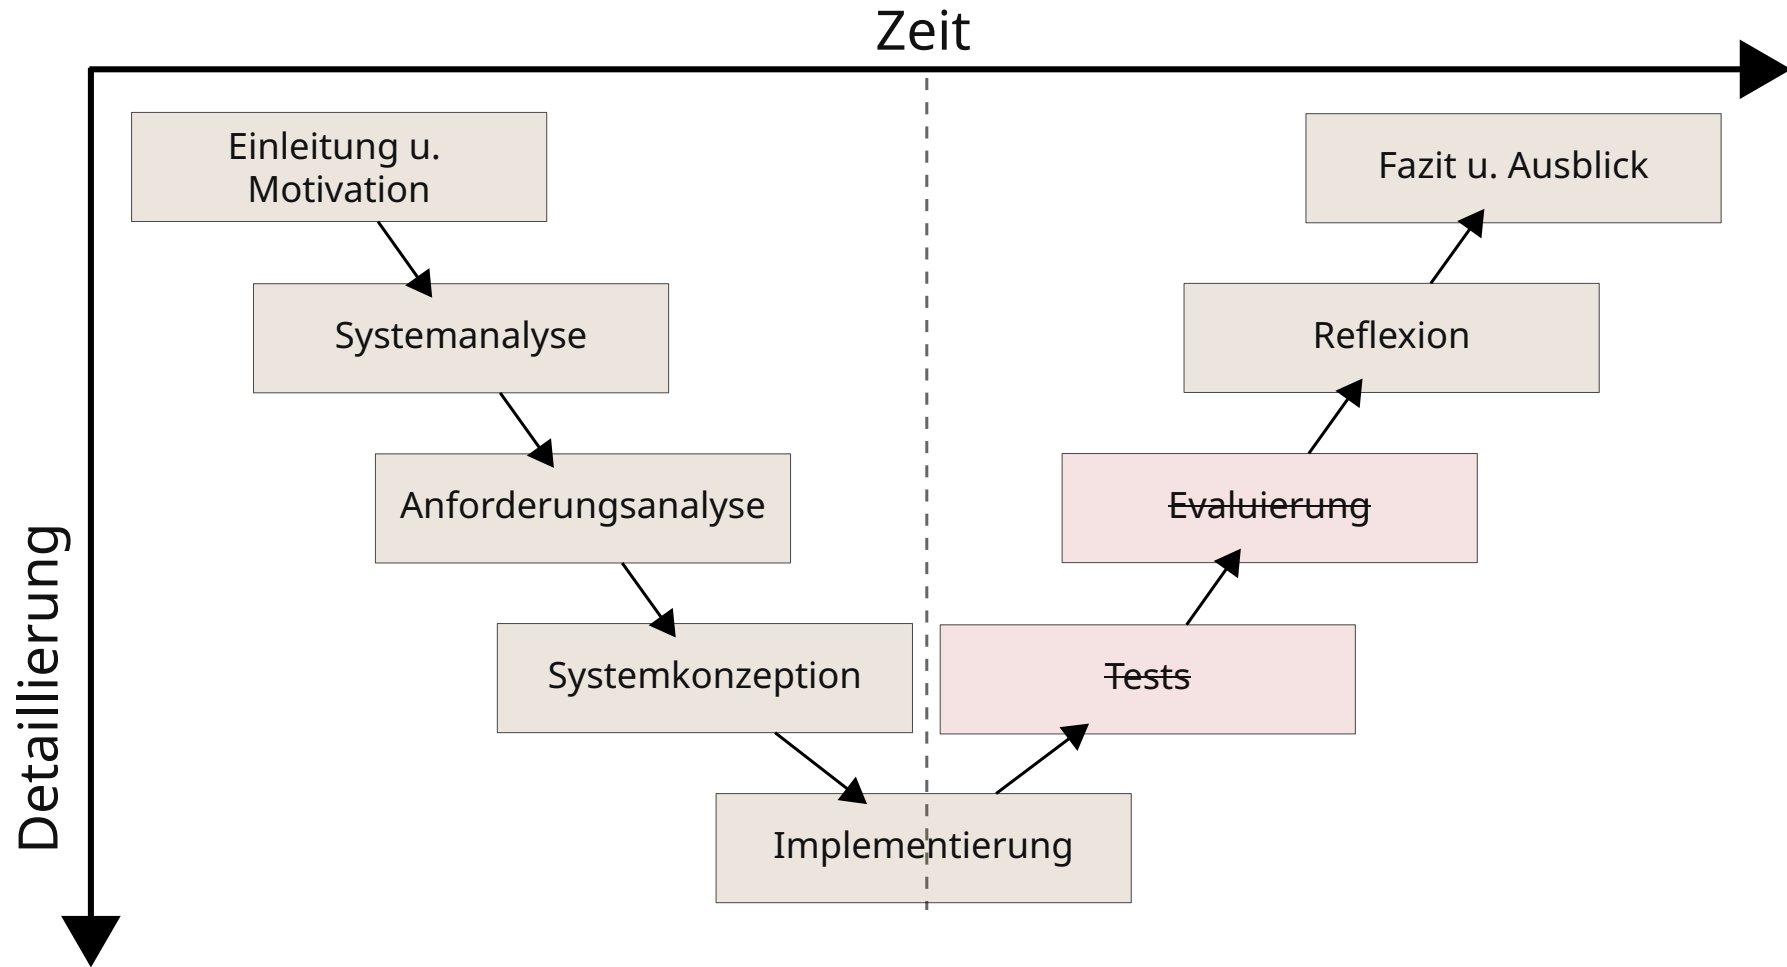 Zeit
Detaillierung
Einleitung u.
Motivation
Systemanalyse
Anforderungsanalyse
Systemkonzeption
Implementierung
Tests
Evaluierung
Reflexion
Fazit u. Ausblick